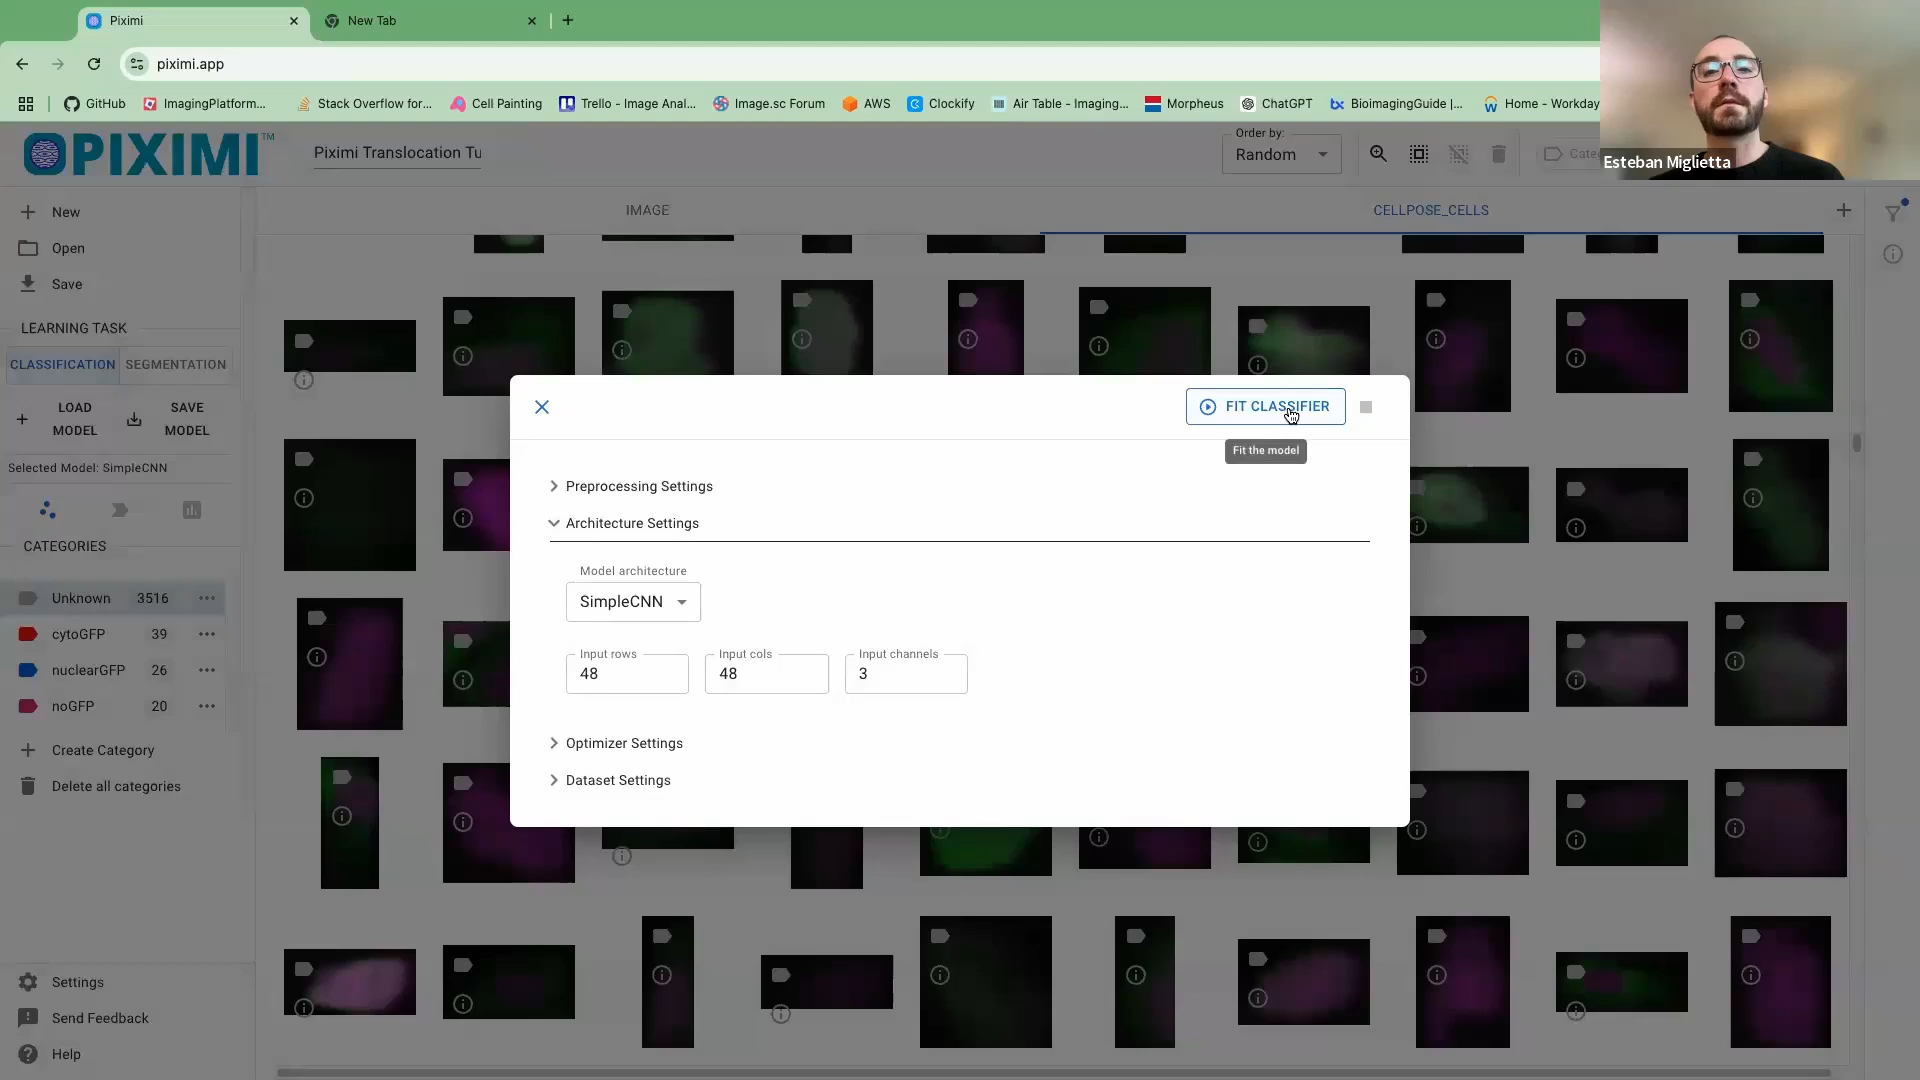 Piximi
New Tab
piximi.app
GitHub
ImagingPlatform...
Stack Overflow for...
Cell Painting
Trello - Image Anal...
Image.sc Forum
AWS
Clockify
Air Table - Imaging...
Morpheus
ChatGPT
BioimagingGuide |...
Home - Workday
Esteban Miglietta
PIXIMI™
Piximi Translocation Tu
Order by:
Random
Cate
New
Open
Save
IMAGE
CELLPOSE_CELLS
LEARNING TASK
CLASSIFICATION
SEGMENTATION
LOAD
MODEL
SAVE
MODEL
Selected Model: SimpleCNN
CATEGORIES
Unknown 3516
cytoGFP 39
nuclearGFP 26
noGFP 20
Create Category
Delete all categories
Settings
Send Feedback
Help
FIT CLASSIFIER
Fit the model
Preprocessing Settings
Architecture Settings
Model architecture
SimpleCNN
Input rows
48
Input cols
48
Input channels
3
Optimizer Settings
Dataset Settings